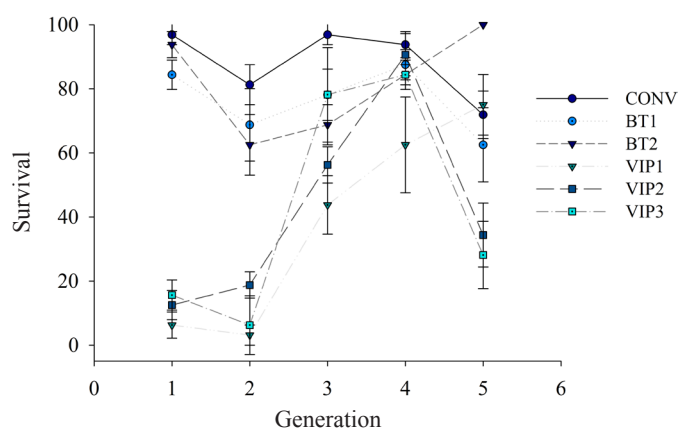 100
80
60
40
20
0
Survival
0 1 2 3 4 5 6
Generation
CONV
BT1
BT2
VIP1
VIP2
VIP3